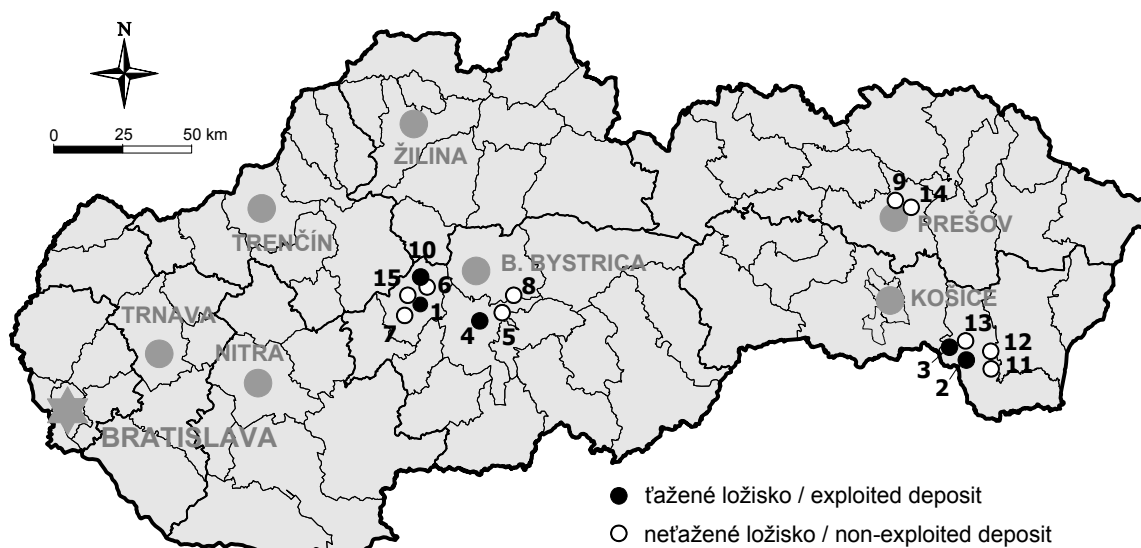 N
0 25 50 km
ŽILINA
9
14
PREŠOV
TRENČÍN
10
B. BYSTRICA
15
6
8
KOŠICE
TRNAVA
1
5
13
NITRA
7
4
12
3
11
2
BRATISLAVA
ťažené ložisko / exploited deposit
neťažené ložisko / non-exploited deposit